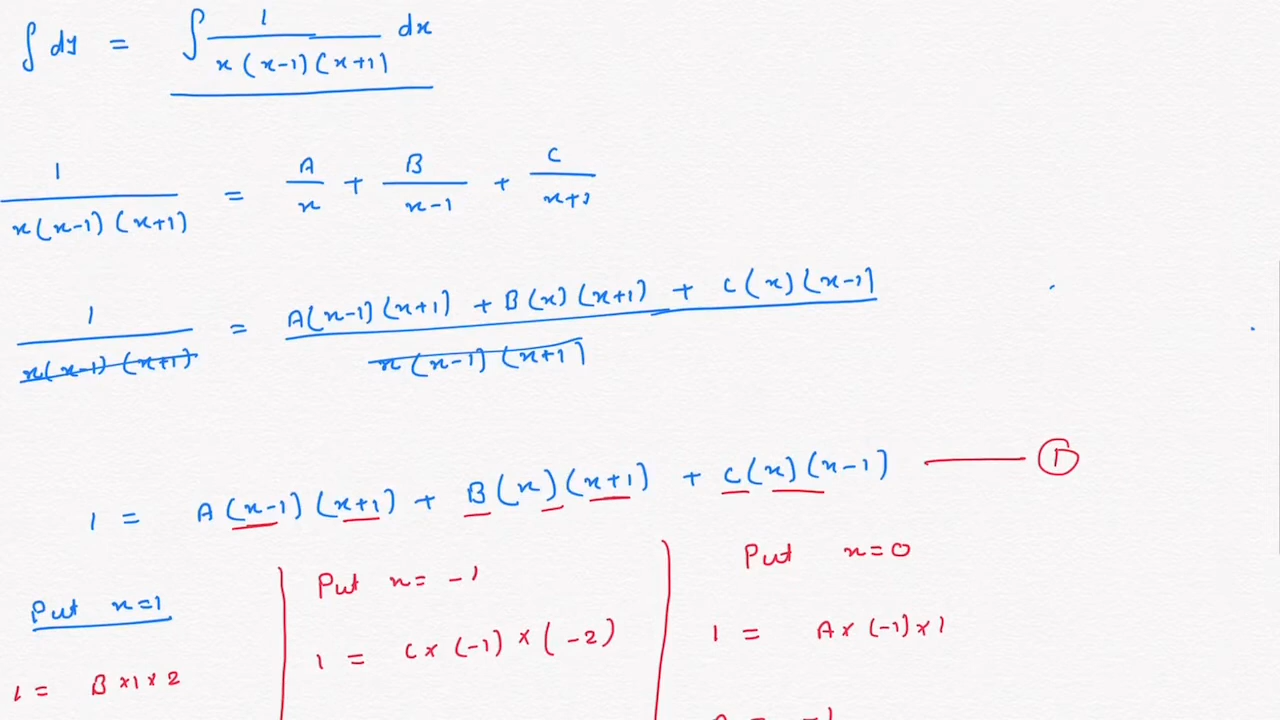 ∫ dy = ∫ 1/(x(x-1)(x+1)) dx
1/(x(x-1)(x+1)) = A/x + B/(x-1) + C/(x+1)
1/(x(x-1)(x+1)) = (A(x-1)(x+1) + B(x)(x+1) + C(x)(x-1))/(x(x-1)(x+1))
1 = A(x-1)(x+1) + B(x)(x+1) + C(x)(x-1) —— ①
Put x=1
1 = B×1×2
Put x= -1
1 = C×(-1)×(-2)
Put x=0
1 = A×(-1)×1
A = -1